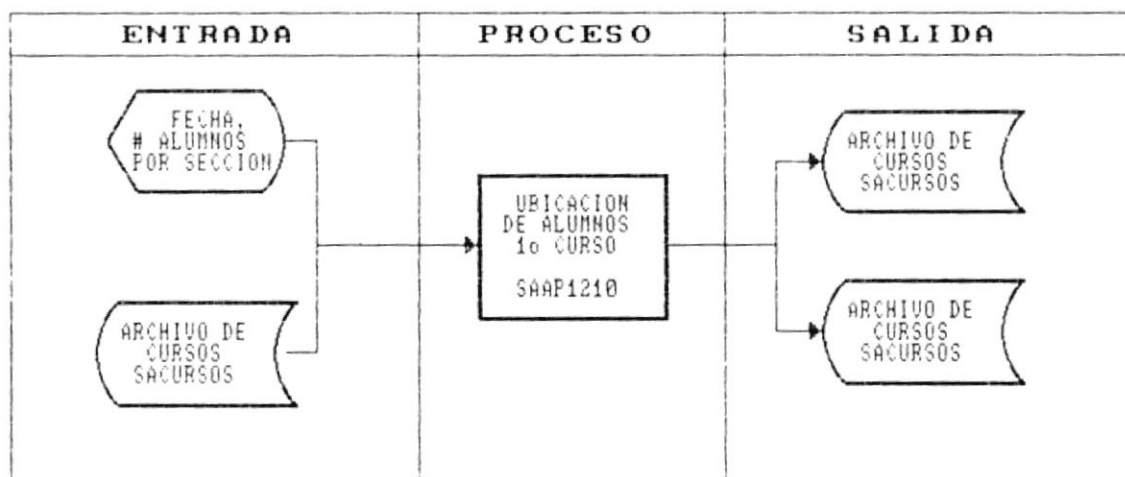 ENTRADA
PROCESO
SALIDA
FECHA,
# ALUMNOS
POR SECCION
ARCHIVO DE
CURSOS
SACURSOS
UBICACION
DE ALUMNOS
1o CURSO
SAAP1210
ARCHIVO DE
CURSOS
SACURSOS
ARCHIVO DE
CURSOS
SACURSOS